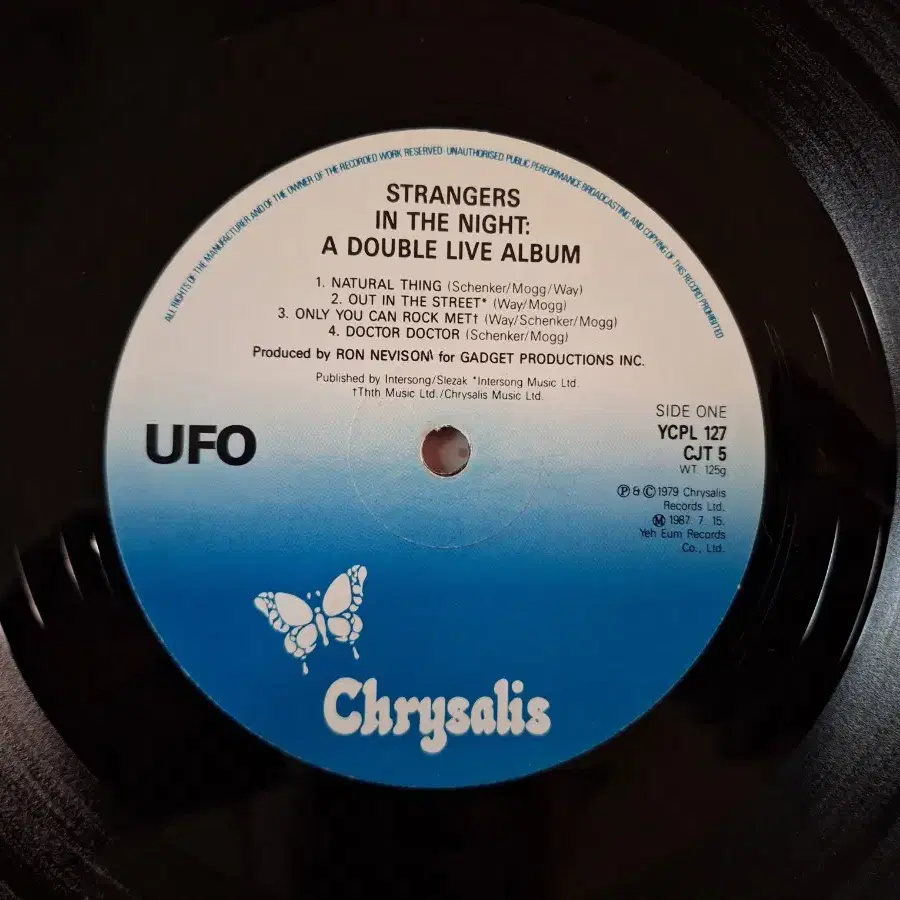 ALL RIGHTS OF THE MANUFACTURER AND OF THE OWNER OF THE RECORDED WORK RESERVED·UNAUTHORISED PUBLIC PERFORMANCE BROADCASTING AND COPYING OF THIS RECORD PROHIBITED
STRANGERS
IN THE NIGHT:
A DOUBLE LIVE ALBUM
1. NATURAL THING (Schenker/Mogg/Way)
2. OUT IN THE STREET* (Way/Mogg)
3. ONLY YOU CAN ROCK MET† (Way/Schenker/Mogg)
4. DOCTOR DOCTOR (Schenker/Mogg)
Produced by RON NEVISON for GADGET PRODUCTIONS INC.
Published by Intersong/Slezak *Intersong Music Ltd.
†Thth Music Ltd./Chrysalis Music Ltd.
SIDE ONE
YCPL 127
CJT 5
WT. 125g
UFO
Ⓟ & Ⓒ 1979 Chrysalis
Records Ltd.
Ⓜ 1987. 7. 15.
Yeh Eum Records
Co., Ltd.
Chrysalis